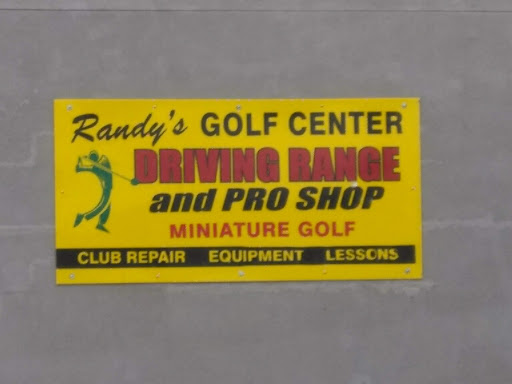 Randy's GOLF CENTER
DRIVING RANGE
and PRO SHOP
MINIATURE GOLF
CLUB REPAIR EQUIPMENT LESSONS